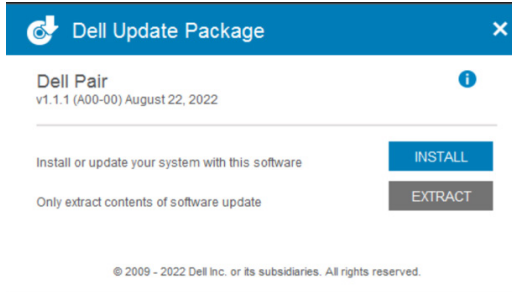 Dell Update Package
Dell Pair
v1.1.1 (A00-00) August 22, 2022
Install or update your system with this software
INSTALL
Only extract contents of software update
EXTRACT
© 2009 - 2022 Dell Inc. or its subsidiaries. All rights reserved.